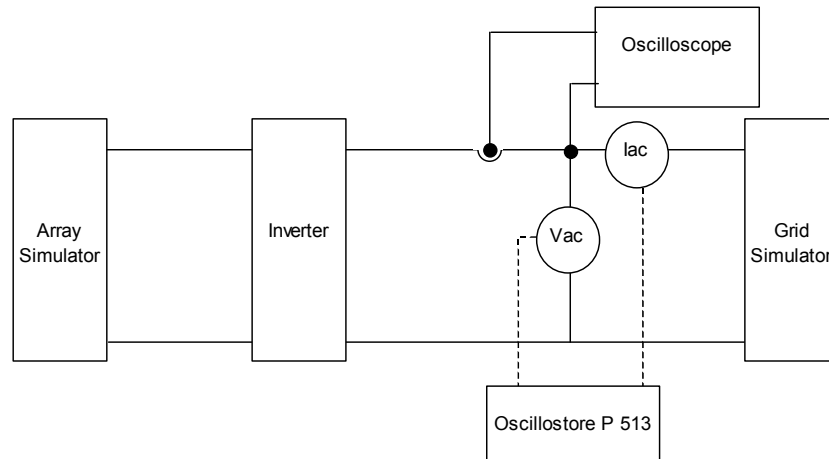 Oscilloscope
Iac
Array
Simulator
Inverter
Vac
Grid
Simulator
Oscillostore P 513